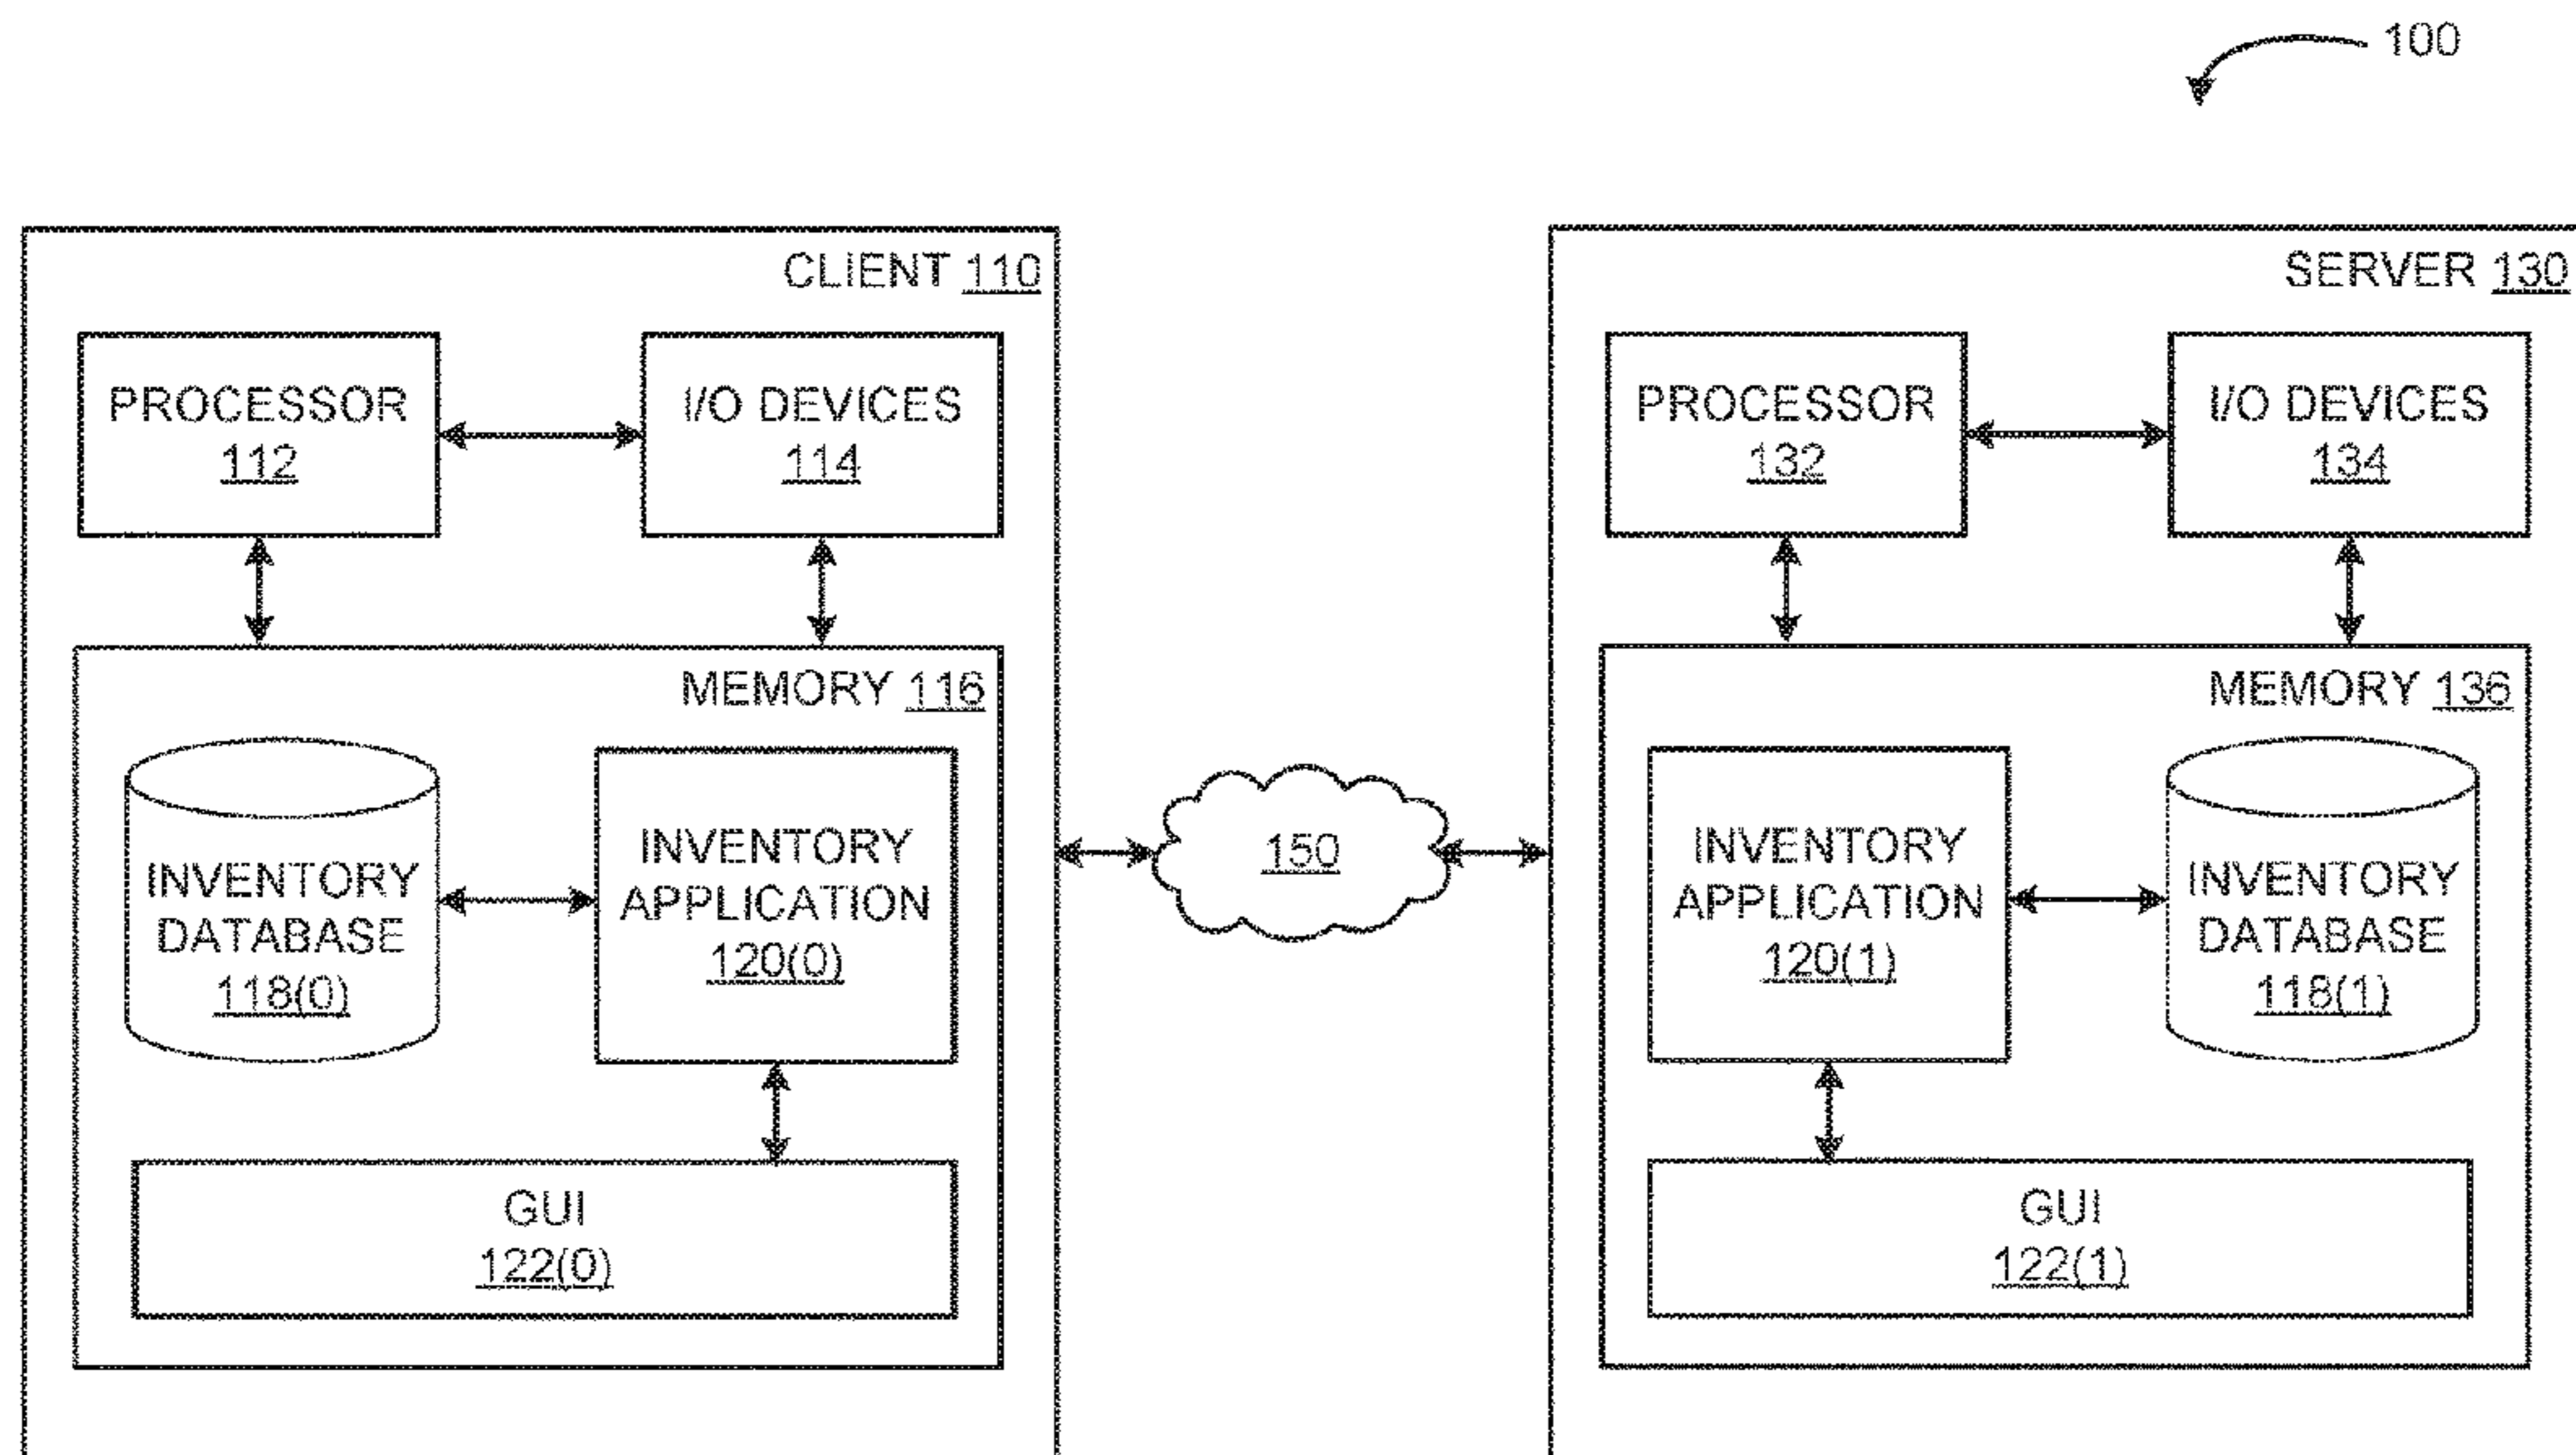 100
CLIENT 110
PROCESSOR
112
I/O DEVICES
114
MEMORY 116
INVENTORY
DATABASE
118(0)
INVENTORY
APPLICATION
120(0)
GUI
122(0)
150
SERVER 130
PROCESSOR
132
I/O DEVICES
134
MEMORY 136
INVENTORY
APPLICATION
120(1)
INVENTORY
DATABASE
118(1)
GUI
122(1)